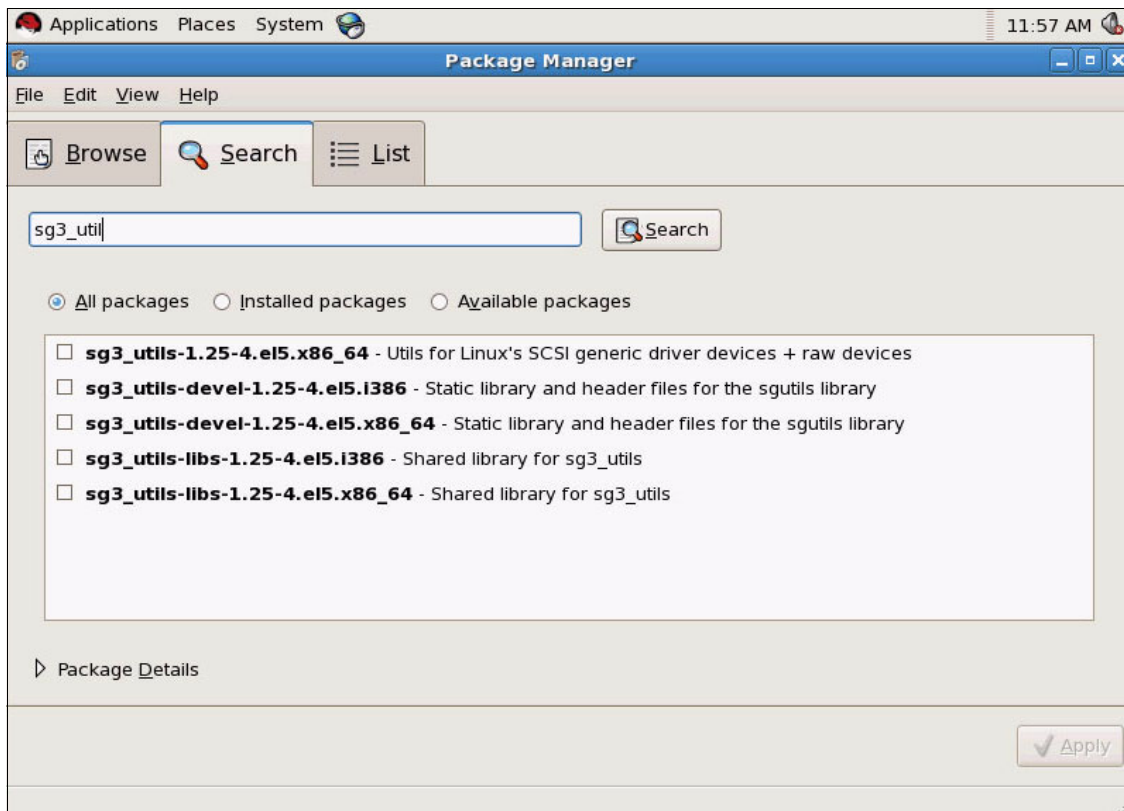 Applications Places System 11:57 AM
Package Manager
File Edit View Help
Browse Search List
sg3_util Search
All packages Installed packages Available packages
sg3_utils-1.25-4.el5.x86_64 - Utils for Linux's SCSI generic driver devices + raw devices
sg3_utils-devel-1.25-4.el5.i386 - Static library and header files for the sgutils library
sg3_utils-devel-1.25-4.el5.x86_64 - Static library and header files for the sgutils library
sg3_utils-libs-1.25-4.el5.i386 - Shared library for sg3_utils
sg3_utils-libs-1.25-4.el5.x86_64 - Shared library for sg3_utils
Package Details
Apply